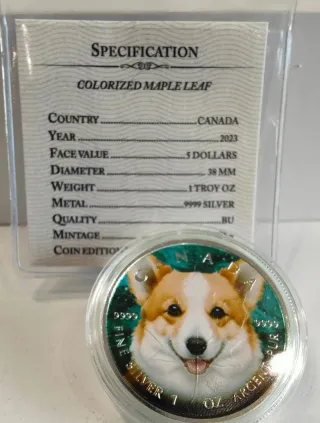 SPECIFICATION
COLORIZED MAPLE LEAF
COUNTRY CANADA
YEAR 2023
FACE VALUE 5 DOLLARS
DIAMETER 38 MM
WEIGHT 1 TROY OZ
METAL .9999 SILVER
QUALITY BU
MINTAGE
COIN EDITION
CANADA
9999 9999
FINE SILVER 1 OZ ARGENT PUR